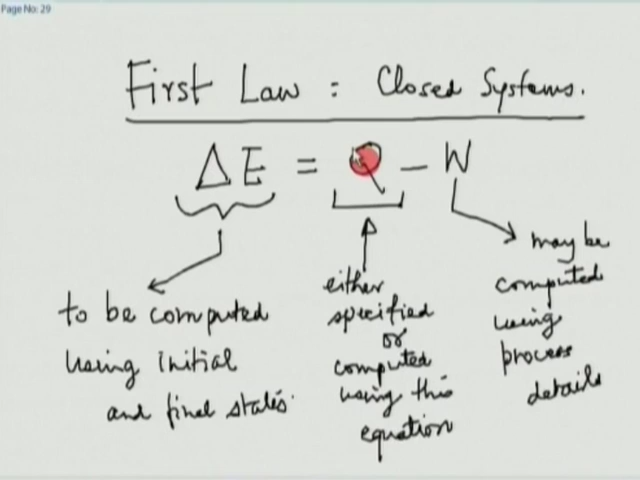 Page No: 29
First Law : Closed Systems.
ΔE = Q - W
to be computed
using initial
and final states.
either
specified
or
computed
using this
equation
may be
computed
using
process
details